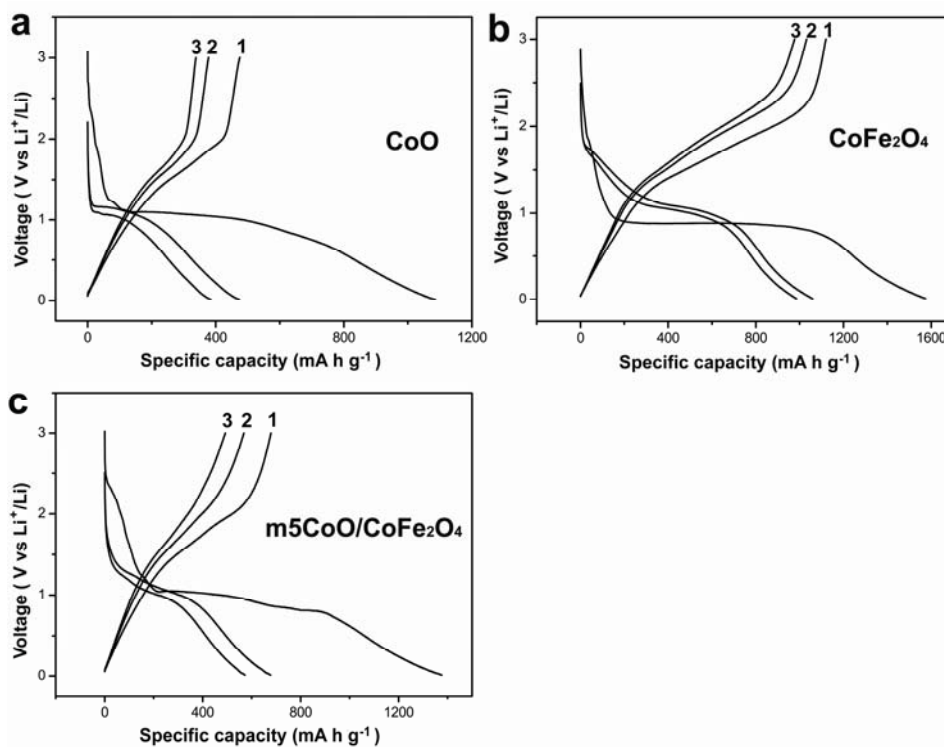 a
3 2 1
3
2
1
0
CoO
Voltage ( V vs Li⁺/Li)
0 400 800 1200
Specific capacity (mA h g⁻¹)
b
3 2 1
3
2
1
0
CoFe₂O₄
Voltage ( V vs Li⁺/Li)
0 400 800 1200 1600
Specific capacity (mA h g⁻¹)
c
3 2 1
3
2
1
0
m5CoO/CoFe₂O₄
Voltage ( V vs Li⁺/Li)
0 400 800 1200
Specific capacity (mA h g⁻¹)